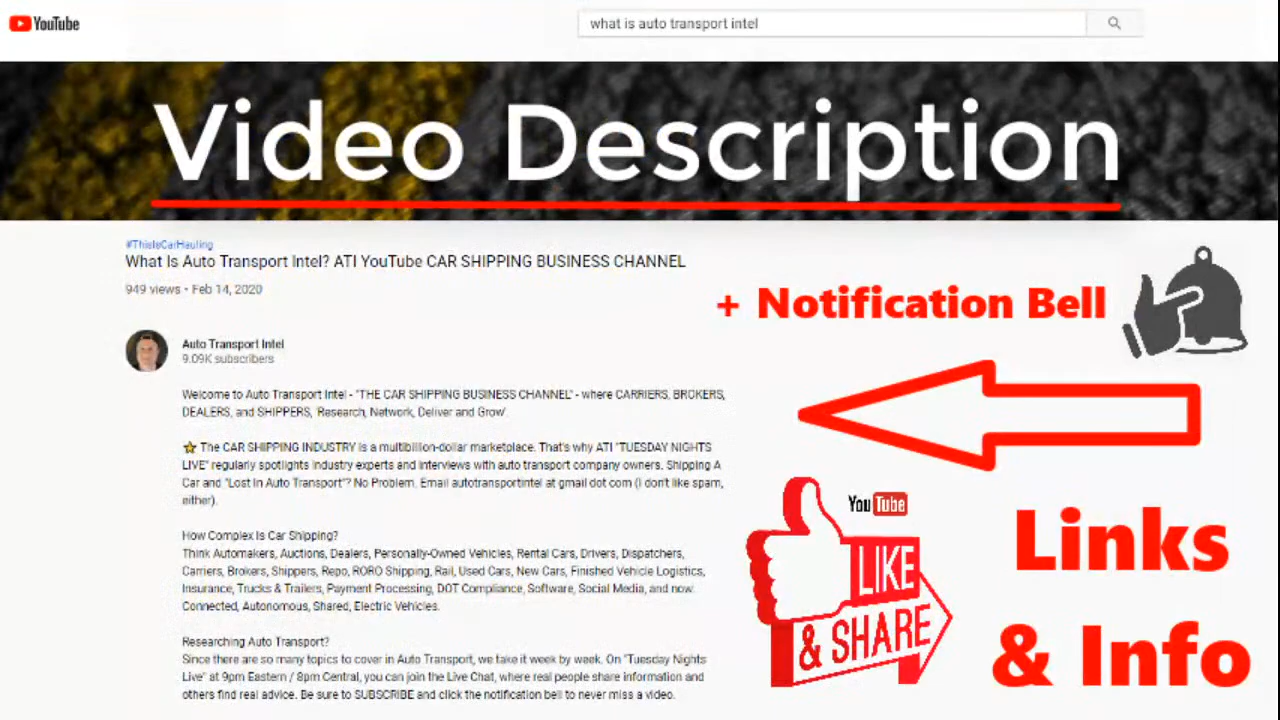 YouTube
what is auto transport intel
Video Description
#ThisIsCarHauling
What Is Auto Transport Intel? ATI YouTube CAR SHIPPING BUSINESS CHANNEL
949 views • Feb 14, 2020
+ Notification Bell
Auto Transport Intel
9.09K subscribers
Welcome to Auto Transport Intel - "THE CAR SHIPPING BUSINESS CHANNEL" - where CARRIERS, BROKERS,
DEALERS, and SHIPPERS, Research, Network, Deliver and Grow!
The CAR SHIPPING INDUSTRY is a multibillion-dollar marketplace. That's why ATI "TUESDAY NIGHTS
LIVE" regularly spotlights industry experts and interviews with auto transport company owners. Shipping A
Car and "Lost In Auto Transport"? No Problem. Email autotransportintel at gmail dot com (I don't like spam,
either).
How Complex Is Car Shipping?
Think Automakers, Auctions, Dealers, Personally-Owned Vehicles, Rental Cars, Drivers, Dispatchers,
Carriers, Brokers, Shippers, Repo, RORO Shipping, Rail, Used Cars, New Cars, Finished Vehicle Logistics,
Insurance, Trucks & Trailers, Payment Processing, DOT Compliance, Software, Social Media, and now
Connected, Autonomous, Shared, Electric Vehicles.
Researching Auto Transport?
Since there are so many topics to cover in Auto Transport, we take it week by week. On "Tuesday Nights
Live" at 9pm Eastern / 8pm Central, you can join the Live Chat, where real people share information and
others find real advice. Be sure to SUBSCRIBE and click the notification bell to never miss a video.
YouTube
LIKE
& SHARE
Links
& Info